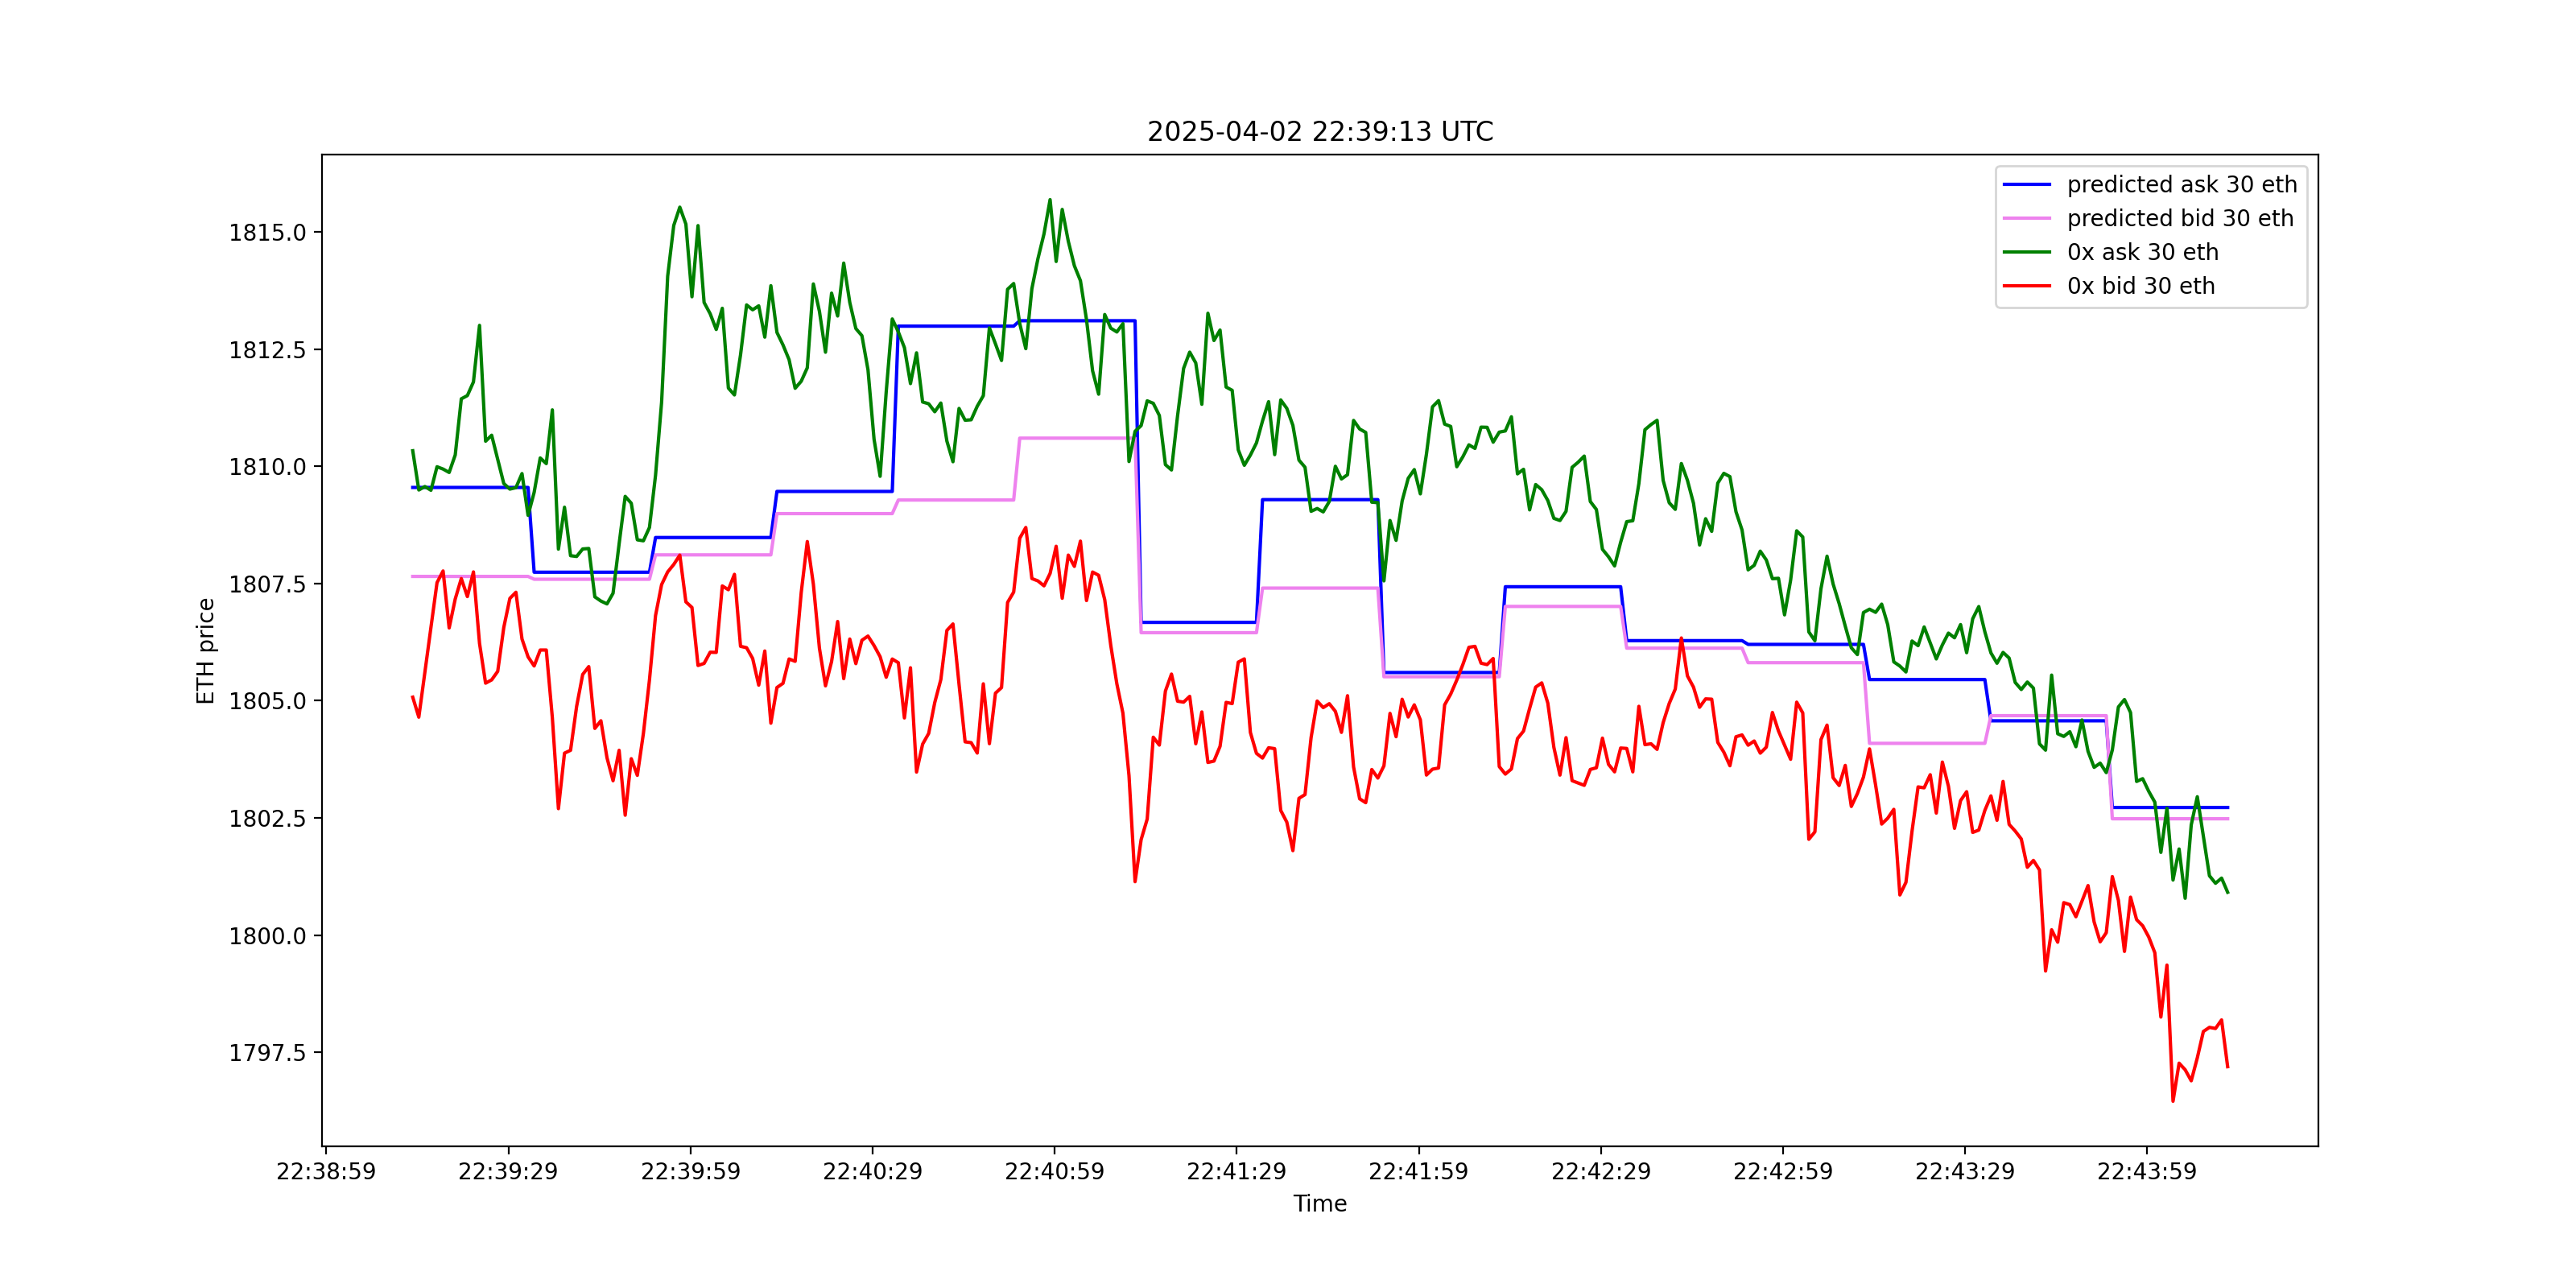 2025-04-02 22:39:13 UTC
predicted ask 30 eth
predicted bid 30 eth
0x ask 30 eth
0x bid 30 eth
ETH price
1815.0
1812.5
1810.0
1807.5
1805.0
1802.5
1800.0
1797.5
22:38:59 22:39:29 22:39:59 22:40:29 22:40:59 22:41:29 22:41:59 22:42:29 22:42:59 22:43:29 22:43:59
Time